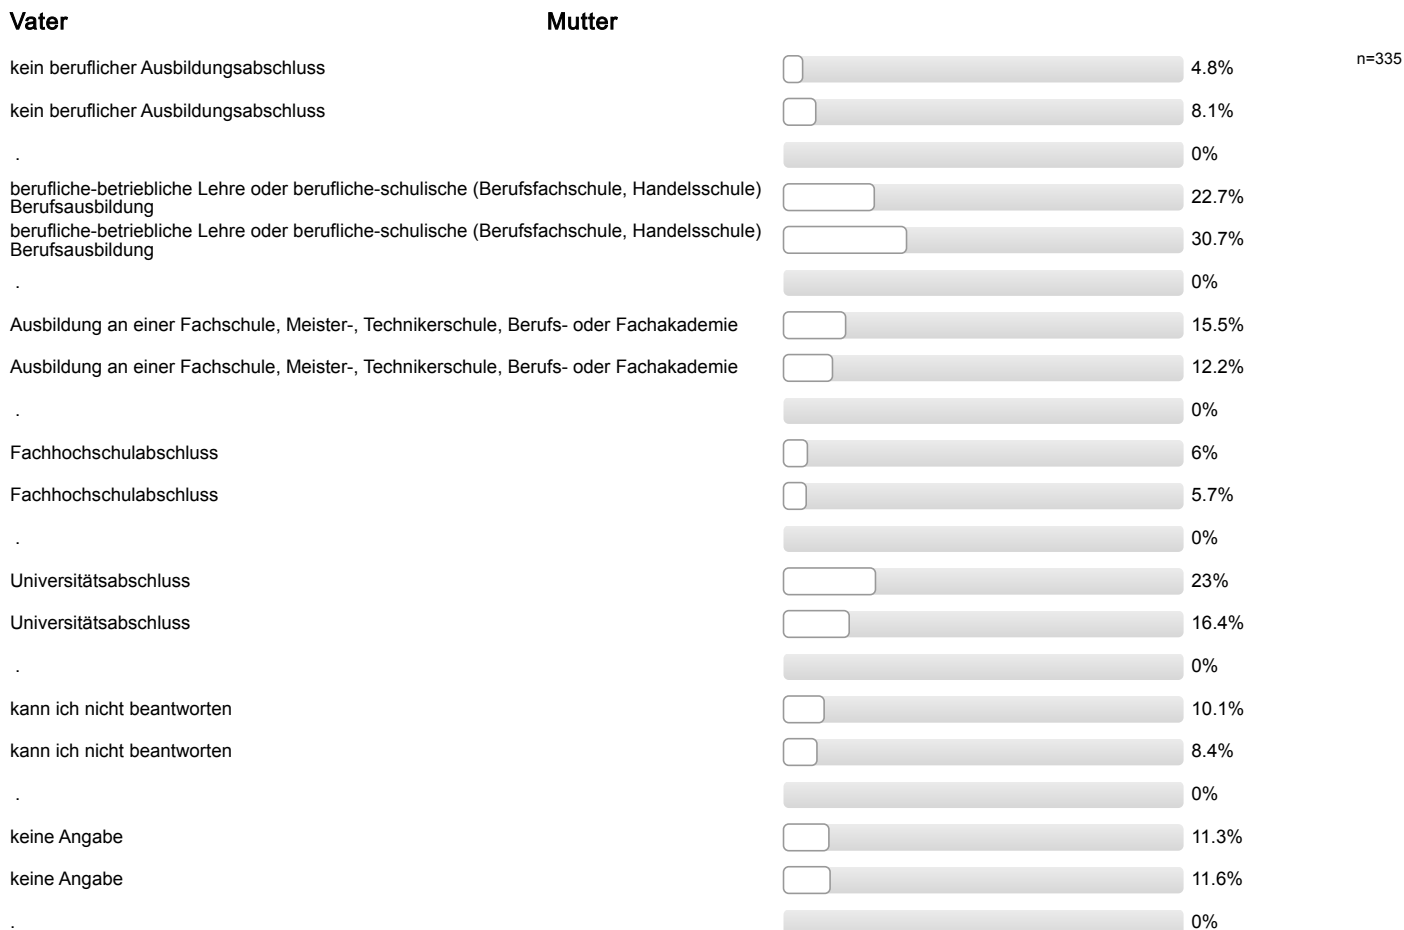 Vater Mutter
kein beruflicher Ausbildungsabschluss 4.8% n=335
kein beruflicher Ausbildungsabschluss 8.1%
. 0%
berufliche-betriebliche Lehre oder berufliche-schulische (Berufsfachschule, Handelsschule)
Berufsausbildung 22.7%
berufliche-betriebliche Lehre oder berufliche-schulische (Berufsfachschule, Handelsschule)
Berufsausbildung 30.7%
. 0%
Ausbildung an einer Fachschule, Meister-, Technikerschule, Berufs- oder Fachakademie 15.5%
Ausbildung an einer Fachschule, Meister-, Technikerschule, Berufs- oder Fachakademie 12.2%
. 0%
Fachhochschulabschluss 6%
Fachhochschulabschluss 5.7%
. 0%
Universitätsabschluss 23%
Universitätsabschluss 16.4%
. 0%
kann ich nicht beantworten 10.1%
kann ich nicht beantworten 8.4%
. 0%
keine Angabe 11.3%
keine Angabe 11.6%
. 0%